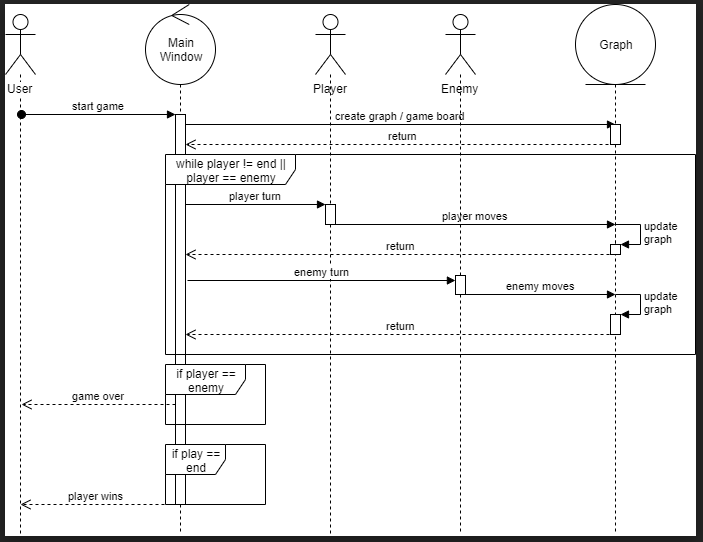 Main
Window
Graph
User
Player
Enemy
start game
create graph / game board
return
while player != end ||
player == enemy
player turn
player moves
update
graph
return
enemy turn
enemy moves
update
graph
return
if player ==
enemy
game over
if play ==
end
player wins